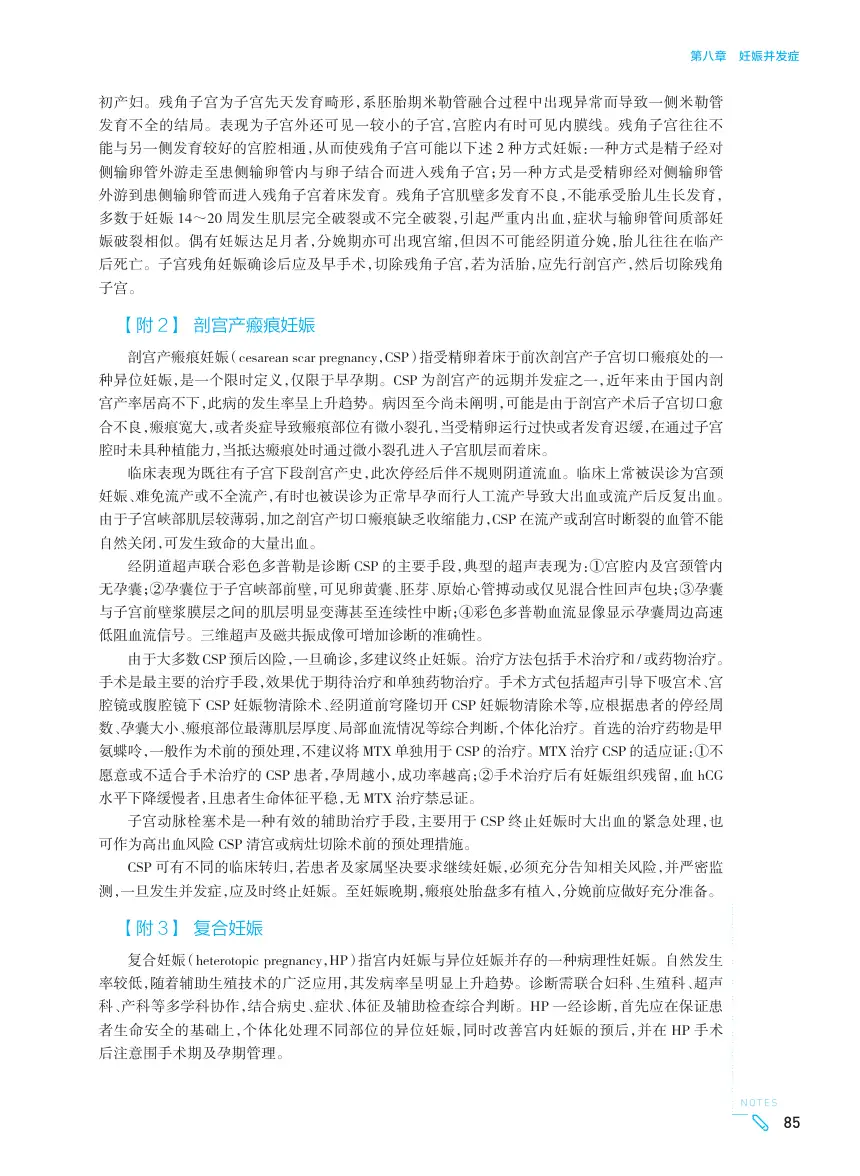 第八章 妊娠并发症
初产妇。残角子宫为子宫先天发育畸形,系胚胎期米勒管融合过程中出现异常而导致一侧米勒管
发育不全的结局。表现为子宫外还可见一较小的子宫,宫腔内有时可见内膜线。残角子宫往往不
能与另一侧发育较好的宫腔相通,从而使残角子宫可能以下述 2 种方式妊娠:一种方式是精子经对
侧输卵管外游走至患侧输卵管内与卵子结合而进入残角子宫;另一种方式是受精卵经对侧输卵管
外游到患侧输卵管而进入残角子宫着床发育。残角子宫肌壁多发育不良,不能承受胎儿生长发育,
多数于妊娠 14～20 周发生肌层完全破裂或不完全破裂,引起严重内出血,症状与输卵管间质部妊
娠破裂相似。偶有妊娠达足月者,分娩期亦可出现宫缩,但因不可能经阴道分娩,胎儿往往在临产
后死亡。子宫残角妊娠确诊后应及早手术,切除残角子宫,若为活胎,应先行剖宫产,然后切除残角
子宫。
【附 2】 剖宫产瘢痕妊娠
剖宫产瘢痕妊娠(cesarean scar pregnancy,CSP)指受精卵着床于前次剖宫产子宫切口瘢痕处的一
种异位妊娠,是一个限时定义,仅限于早孕期。CSP 为剖宫产的远期并发症之一,近年来由于国内剖
宫产率居高不下,此病的发生率呈上升趋势。病因至今尚未阐明,可能是由于剖宫产术后子宫切口愈
合不良,瘢痕宽大,或者炎症导致瘢痕部位有微小裂孔,当受精卵运行过快或者发育迟缓,在通过子宫
腔时未具种植能力,当抵达瘢痕处时通过微小裂孔进入子宫肌层而着床。
临床表现为既往有子宫下段剖宫产史,此次停经后伴不规则阴道流血。临床上常被误诊为宫颈
妊娠、难免流产或不全流产,有时也被误诊为正常早孕而行人工流产导致大出血或流产后反复出血。
由于子宫峡部肌层较薄弱,加之剖宫产切口瘢痕缺乏收缩能力,CSP 在流产或刮宫时断裂的血管不能
自然关闭,可发生致命的大量出血。
经阴道超声联合彩色多普勒是诊断 CSP 的主要手段,典型的超声表现为:①宫腔内及宫颈管内
无孕囊;②孕囊位于子宫峡部前壁,可见卵黄囊、胚芽、原始心管搏动或仅见混合性回声包块;③孕囊
与子宫前壁浆膜层之间的肌层明显变薄甚至连续性中断;④彩色多普勒血流显像显示孕囊周边高速
低阻血流信号。三维超声及磁共振成像可增加诊断的准确性。
由于大多数 CSP 预后凶险,一旦确诊,多建议终止妊娠。治疗方法包括手术治疗和/或药物治疗。
手术是最主要的治疗手段,效果优于期待治疗和单独药物治疗。手术方式包括超声引导下吸宫术、宫
腔镜或腹腔镜下 CSP 妊娠物清除术、经阴道前穹隆切开 CSP 妊娠物清除术等,应根据患者的停经周
数、孕囊大小、瘢痕部位最薄肌层厚度、局部血流情况等综合判断,个体化治疗。首选的治疗药物是甲
氨蝶呤,一般作为术前的预处理,不建议将 MTX 单独用于 CSP 的治疗。MTX 治疗 CSP 的适应证:①不
愿意或不适合手术治疗的 CSP 患者,孕周越小,成功率越高;②手术治疗后有妊娠组织残留,血 hCG
水平下降缓慢者,且患者生命体征平稳,无 MTX 治疗禁忌证。
子宫动脉栓塞术是一种有效的辅助治疗手段,主要用于 CSP 终止妊娠时大出血的紧急处理,也
可作为高出血风险 CSP 清宫或病灶切除术前的预处理措施。
CSP 可有不同的临床转归,若患者及家属坚决要求继续妊娠,必须充分告知相关风险,并严密监
测,一旦发生并发症,应及时终止妊娠。至妊娠晚期,瘢痕处胎盘多有植入,分娩前应做好充分准备。
【附 3】 复合妊娠
复合妊娠(heterotopic pregnancy,HP)指宫内妊娠与异位妊娠并存的一种病理性妊娠。自然发生
率较低,随着辅助生殖技术的广泛应用,其发病率呈明显上升趋势。诊断需联合妇科、生殖科、超声
科、产科等多学科协作,结合病史、症状、体征及辅助检查综合判断。HP 一经诊断,首先应在保证患
者生命安全的基础上,个体化处理不同部位的异位妊娠,同时改善宫内妊娠的预后,并在 HP 手术
后注意围手术期及孕期管理。
NOTES
85